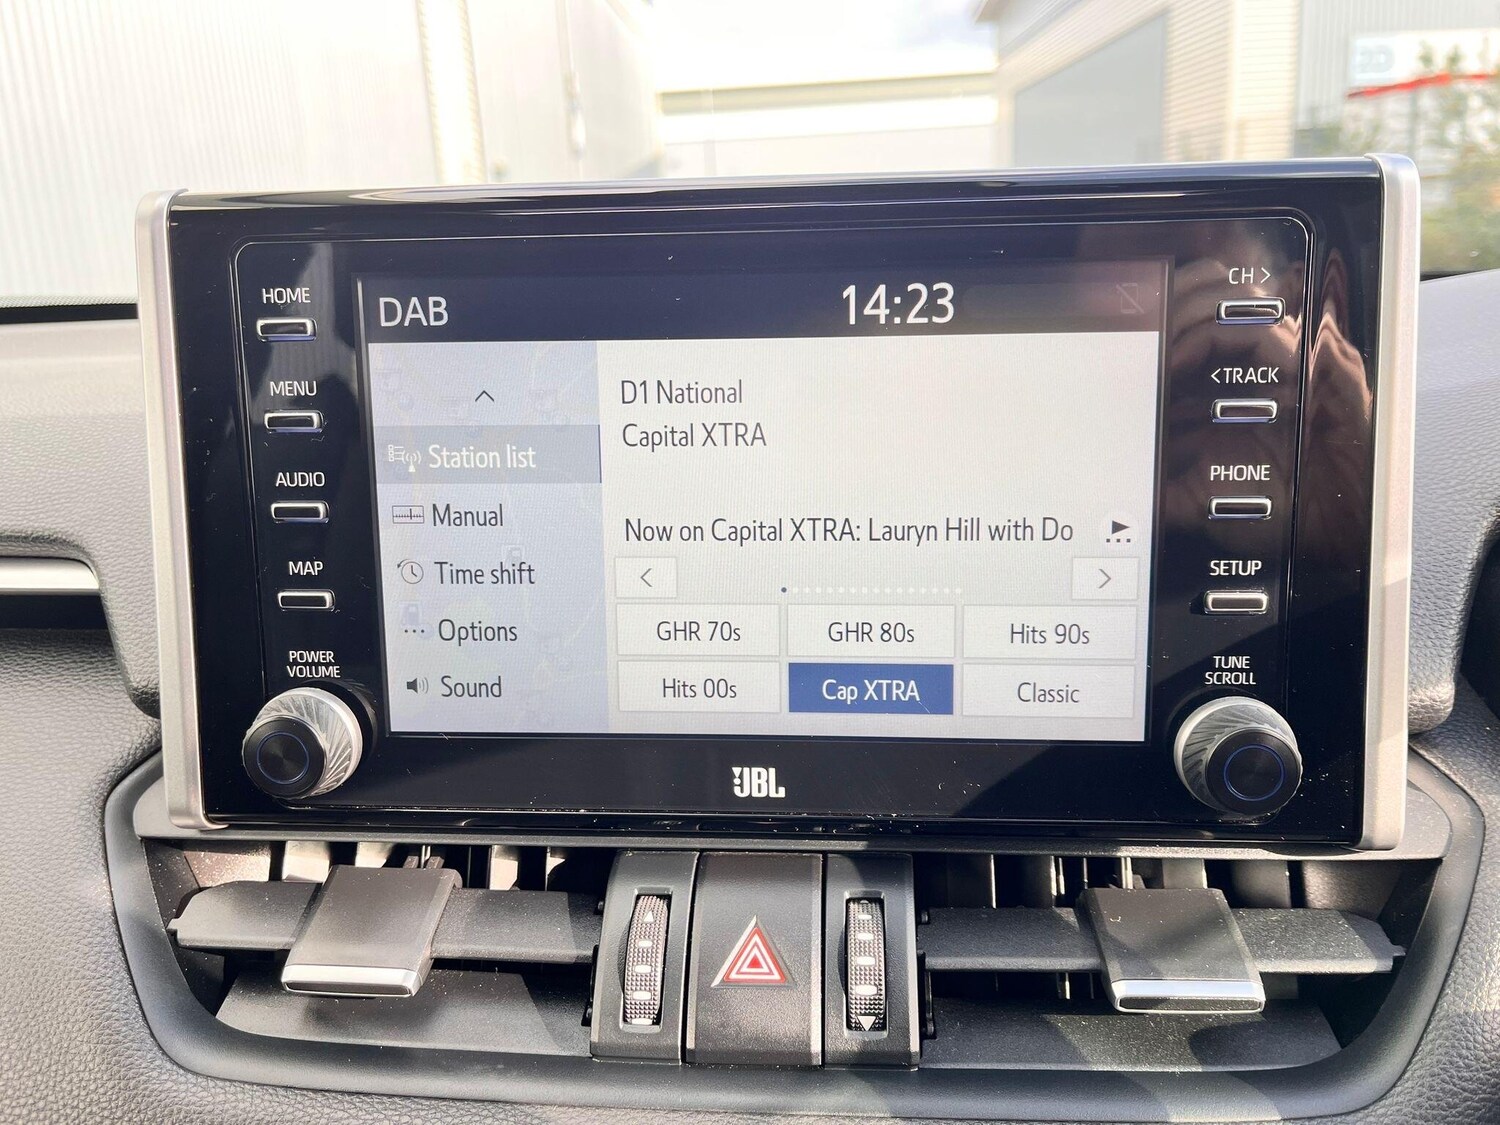 HOME
MENU
AUDIO
MAP
POWER
VOLUME
DAB
14:23
Station list
Manual
Time shift
Options
Sound
D1 National
Capital XTRA
Now on Capital XTRA: Lauryn Hill with Do
GHR 70s
GHR 80s
Hits 90s
Hits 00s
Cap XTRA
Classic
CH >
< TRACK
PHONE
SETUP
TUNE
SCROLL
JBL